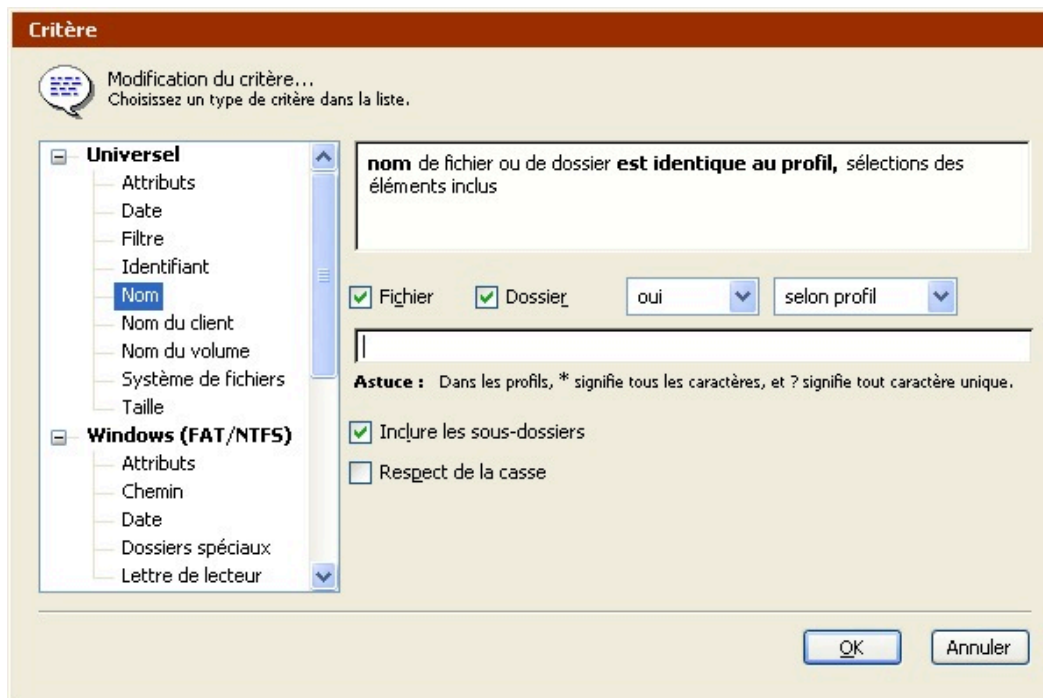 Critère
Modification du critère...
Choisissez un type de critère dans la liste.
Universel
Attributs
Date
Filtre
Identifiant
Nom
Nom du client
Nom du volume
Système de fichiers
Taille
Windows (FAT/NTFS)
Attributs
Chemin
Date
Dossiers spéciaux
Lettre de lecteur
nom de fichier ou de dossier est identique au profil, sélections des
éléments inclus
Fichier Dossier oui selon profil
Astuce : Dans les profils, * signifie tous les caractères, et ? signifie tout caractère unique.
Inclure les sous-dossiers
Respect de la casse
OK Annuler